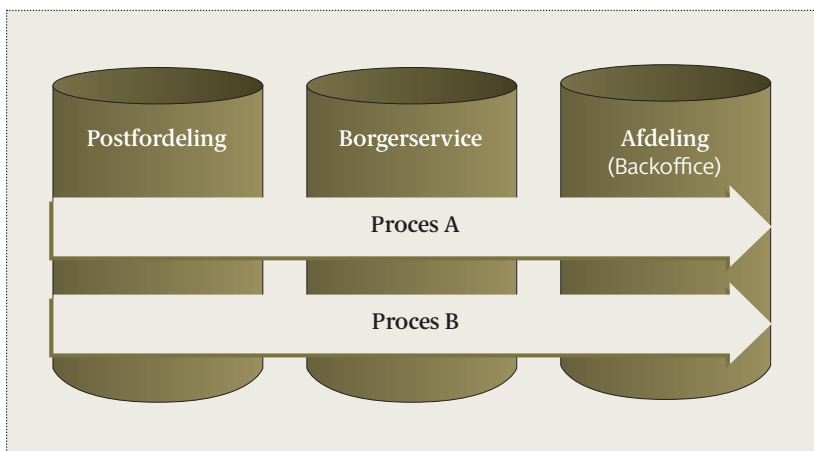 Postfordeling
Borgerservice
Afdeling
(Backoffice)
Proces A
Proces B